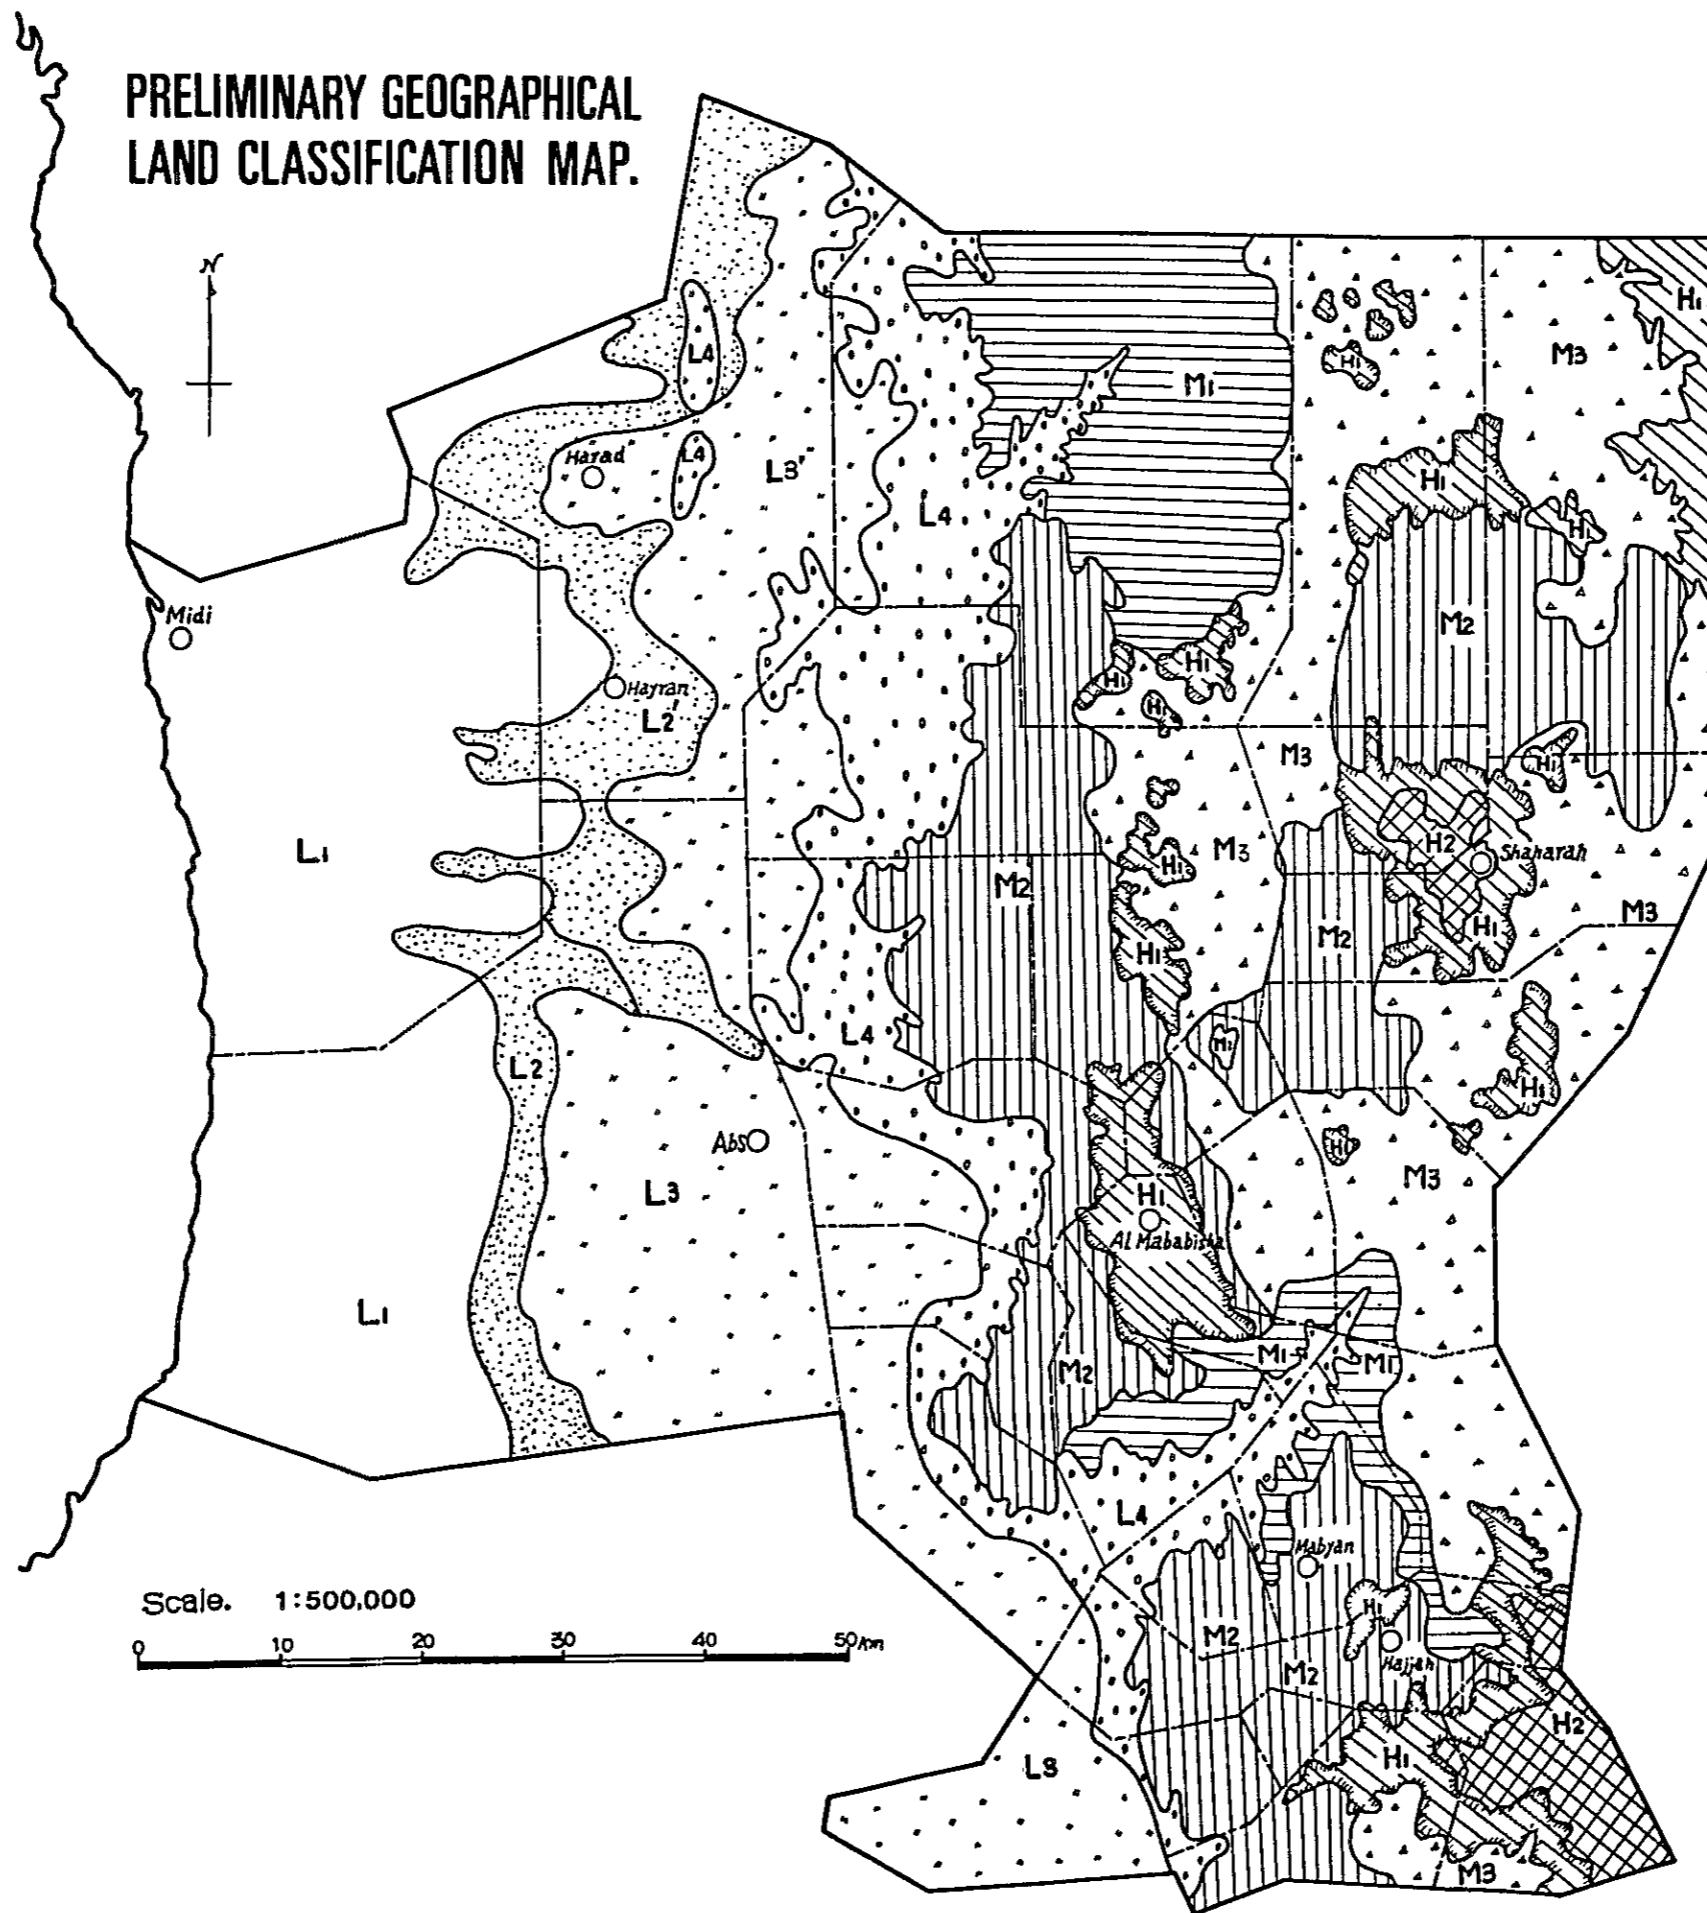 PRELIMINARY GEOGRAPHICAL
LAND CLASSIFICATION MAP.
N
H1
M3
L4
H1
M1
Harad
L4
L3'
H1
L4
H1
Midi
M2
H1
H1
Hayran
L2'
H1
M3
H1
L1
H2
Shaharah
M3
H1
M2
M3
H1
M2
H1
L4
M1
L2
H1
Abs
H1
M3
L3
H1
Al Mababisha
L1
M1
M1
M2
L4
Mabyan
Scale. 1:500,000
H1
M2
Hajjah
0 10 20 30 40 50km
M2
H2
H1
L3
M3